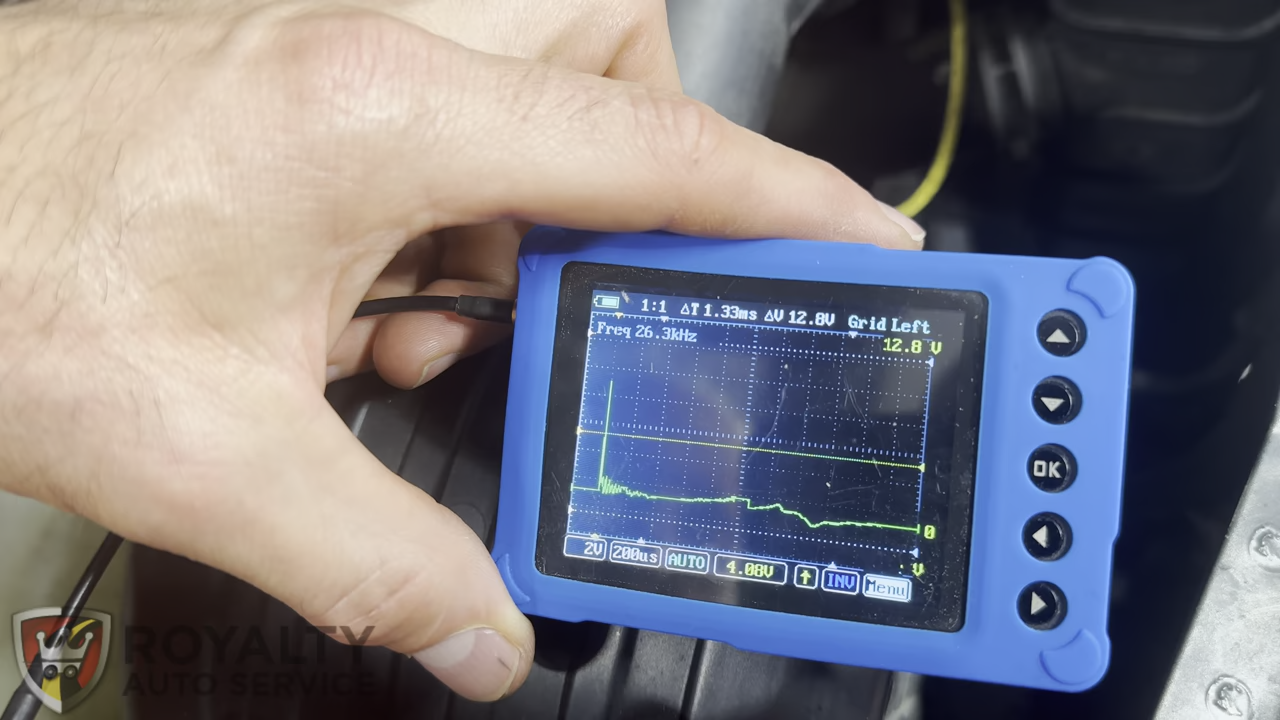 1:1 ΔT 1.33ms ΔV 12.8V Grid Left
Freq 26.3kHz
12.8 V
0
V
2V 200us AUTO 4.08V ↑ INV Menu
OK
ROYALTY
AUTO SERVICE